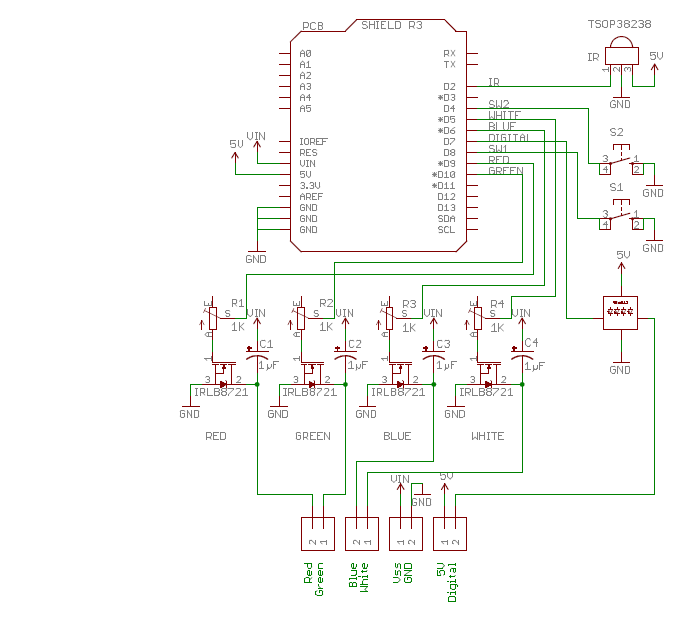 TSOP38238
PCB SHIELD R3
IR 5V
A0 RX
A1 TX
A2
A3 D2 IR
A4 *D3
A5 D4 SW2
*D5 WHITE
*D6 BLUE
IOREF D7 DIGITAL
RES D8 SW1
VIN *D9 RED
5V *D10 GREEN
3.3V *D11
AREF D12
GND D13
GND SDA
GND SCL
5V VIN
GND
1 2 3
GND
S2
3 1
4 2
GND
S1
3 1
4 2
GND
5V
GND
E R1 VIN E R2 VIN E R3 VIN E R4 VIN
S S S S
1K 1K 1K 1K
A A A A
C1 C2 C3 C4
1µF 1µF 1µF 1µF
1 1 1 1
3 2 3 2 3 2 3 2
IRLB8721 IRLB8721 IRLB8721 IRLB8721
GND GND GND GND
RED GREEN BLUE WHITE
VIN 5V
GND
2 1 2 1 1 2 1 2
Red
Green
Blue
White
Vss
GND
5V
Digital